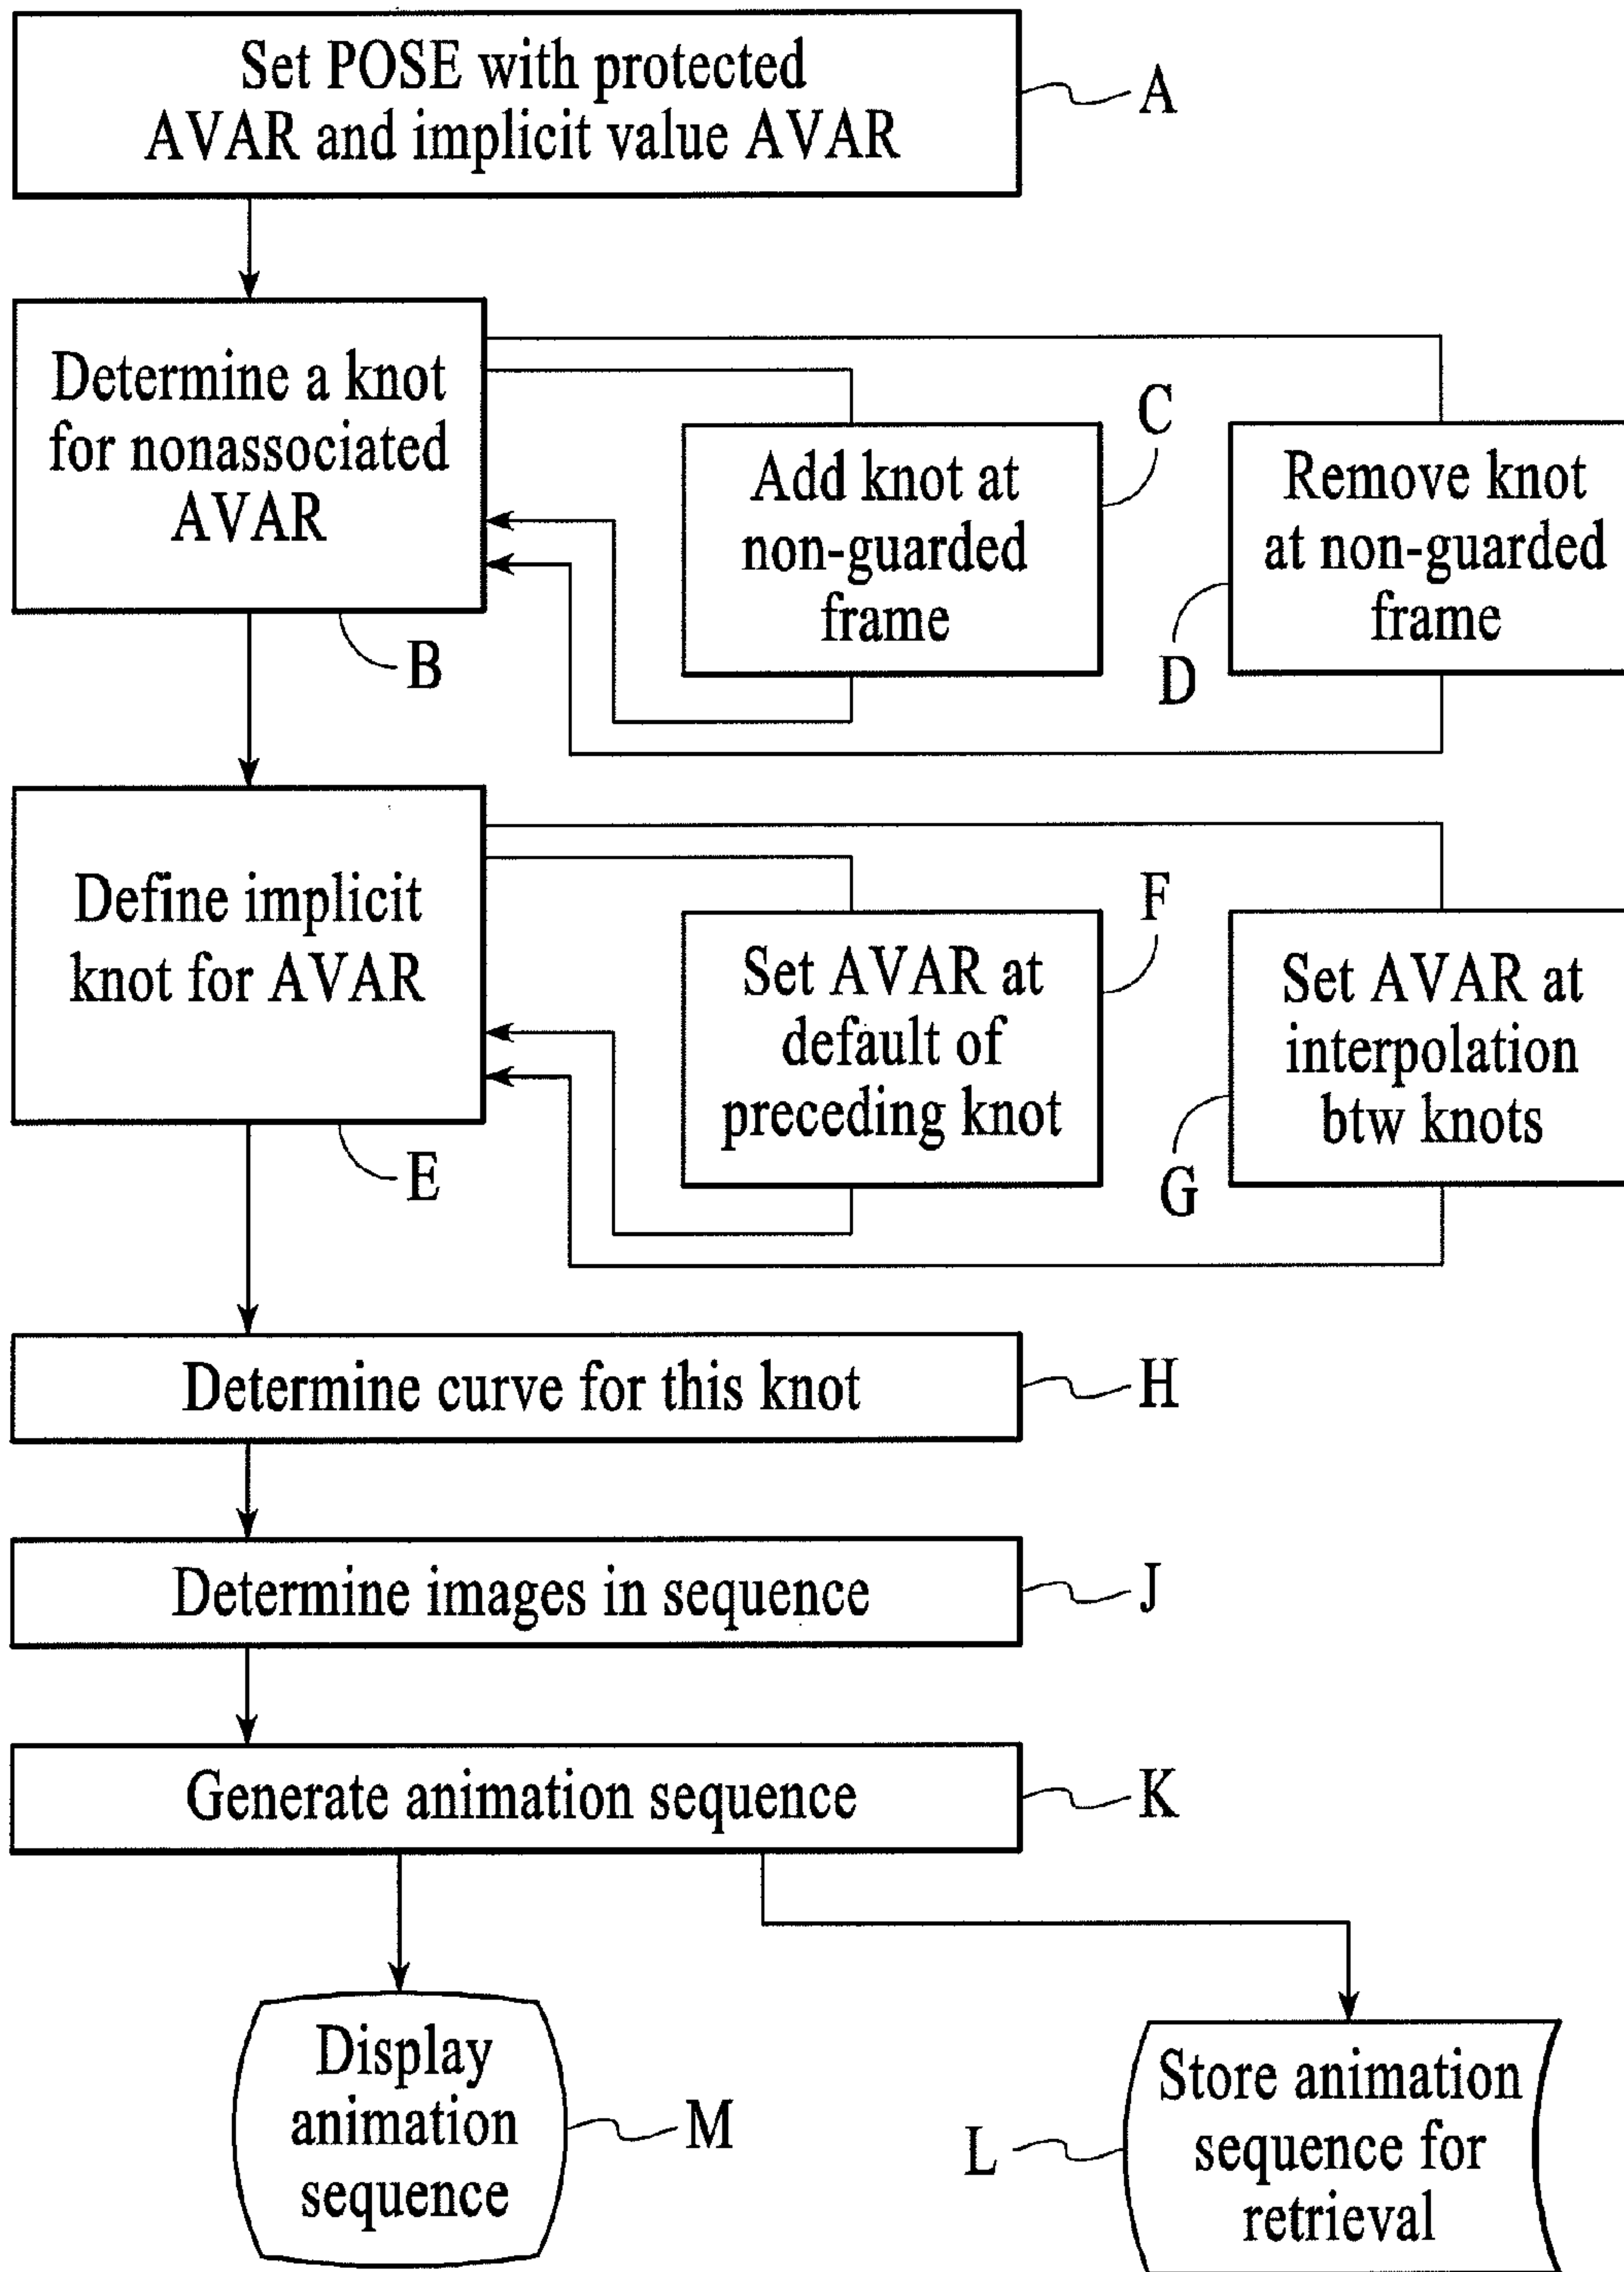 Set POSE with protected
AVAR and implicit value AVAR
A
Determine a knot
for nonassociated
AVAR
B
Add knot at
non-guarded
frame
C
Remove knot
at non-guarded
frame
D
Define implicit
knot for AVAR
E
Set AVAR at
default of
preceding knot
F
Set AVAR at
interpolation
btw knots
G
Determine curve for this knot
H
Determine images in sequence
J
Generate animation sequence
K
Display
animation
sequence
M
L
Store animation
sequence for
retrieval